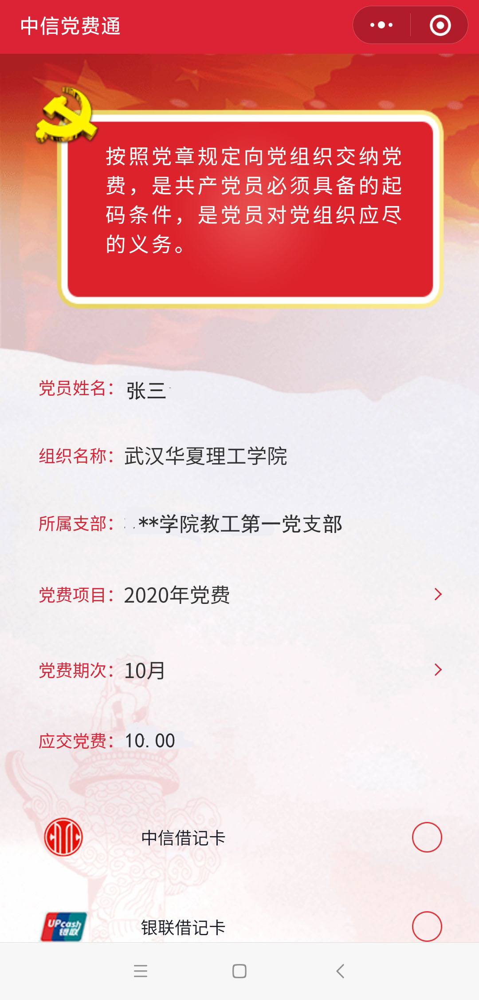 中信党费通
按照党章规定向党组织交纳党
费，是共产党员必须具备的起
码条件，是党员对党组织应尽
的义务。
党员姓名：张三
组织名称：武汉华夏理工学院
所属支部：**学院教工第一党支部
党费项目：2020年党费
党费期次：10月
应交党费：10.00
中信借记卡
UPcash
银联
银联借记卡